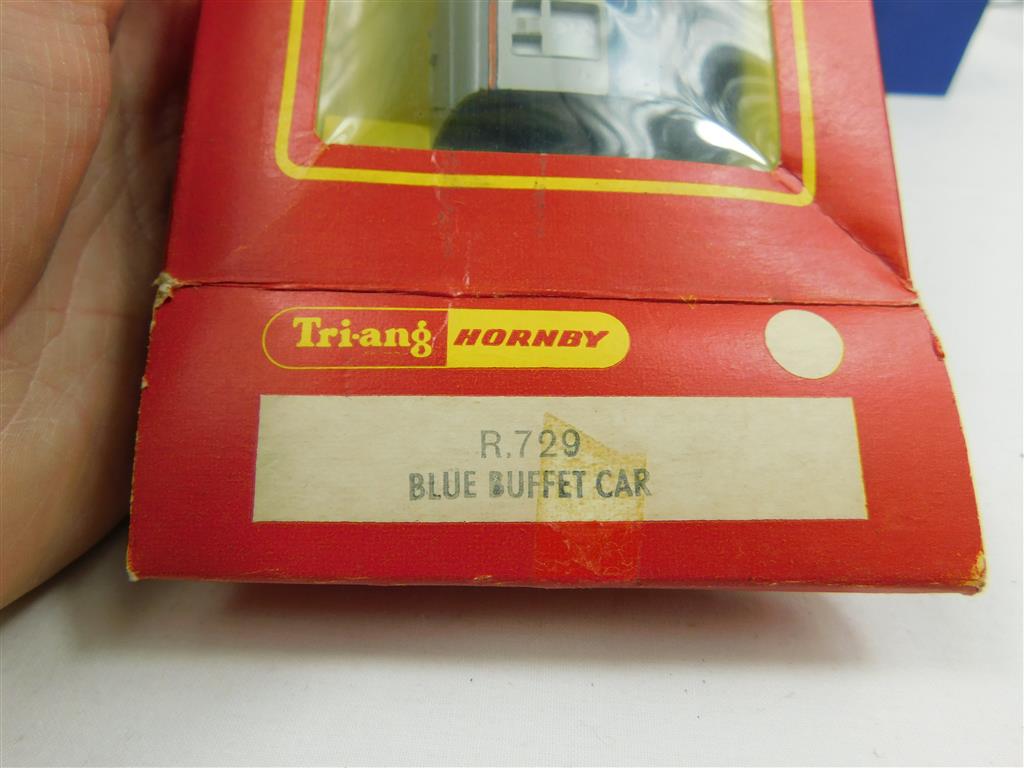 Tri-ang HORNBY
R.729
BLUE BUFFET CAR